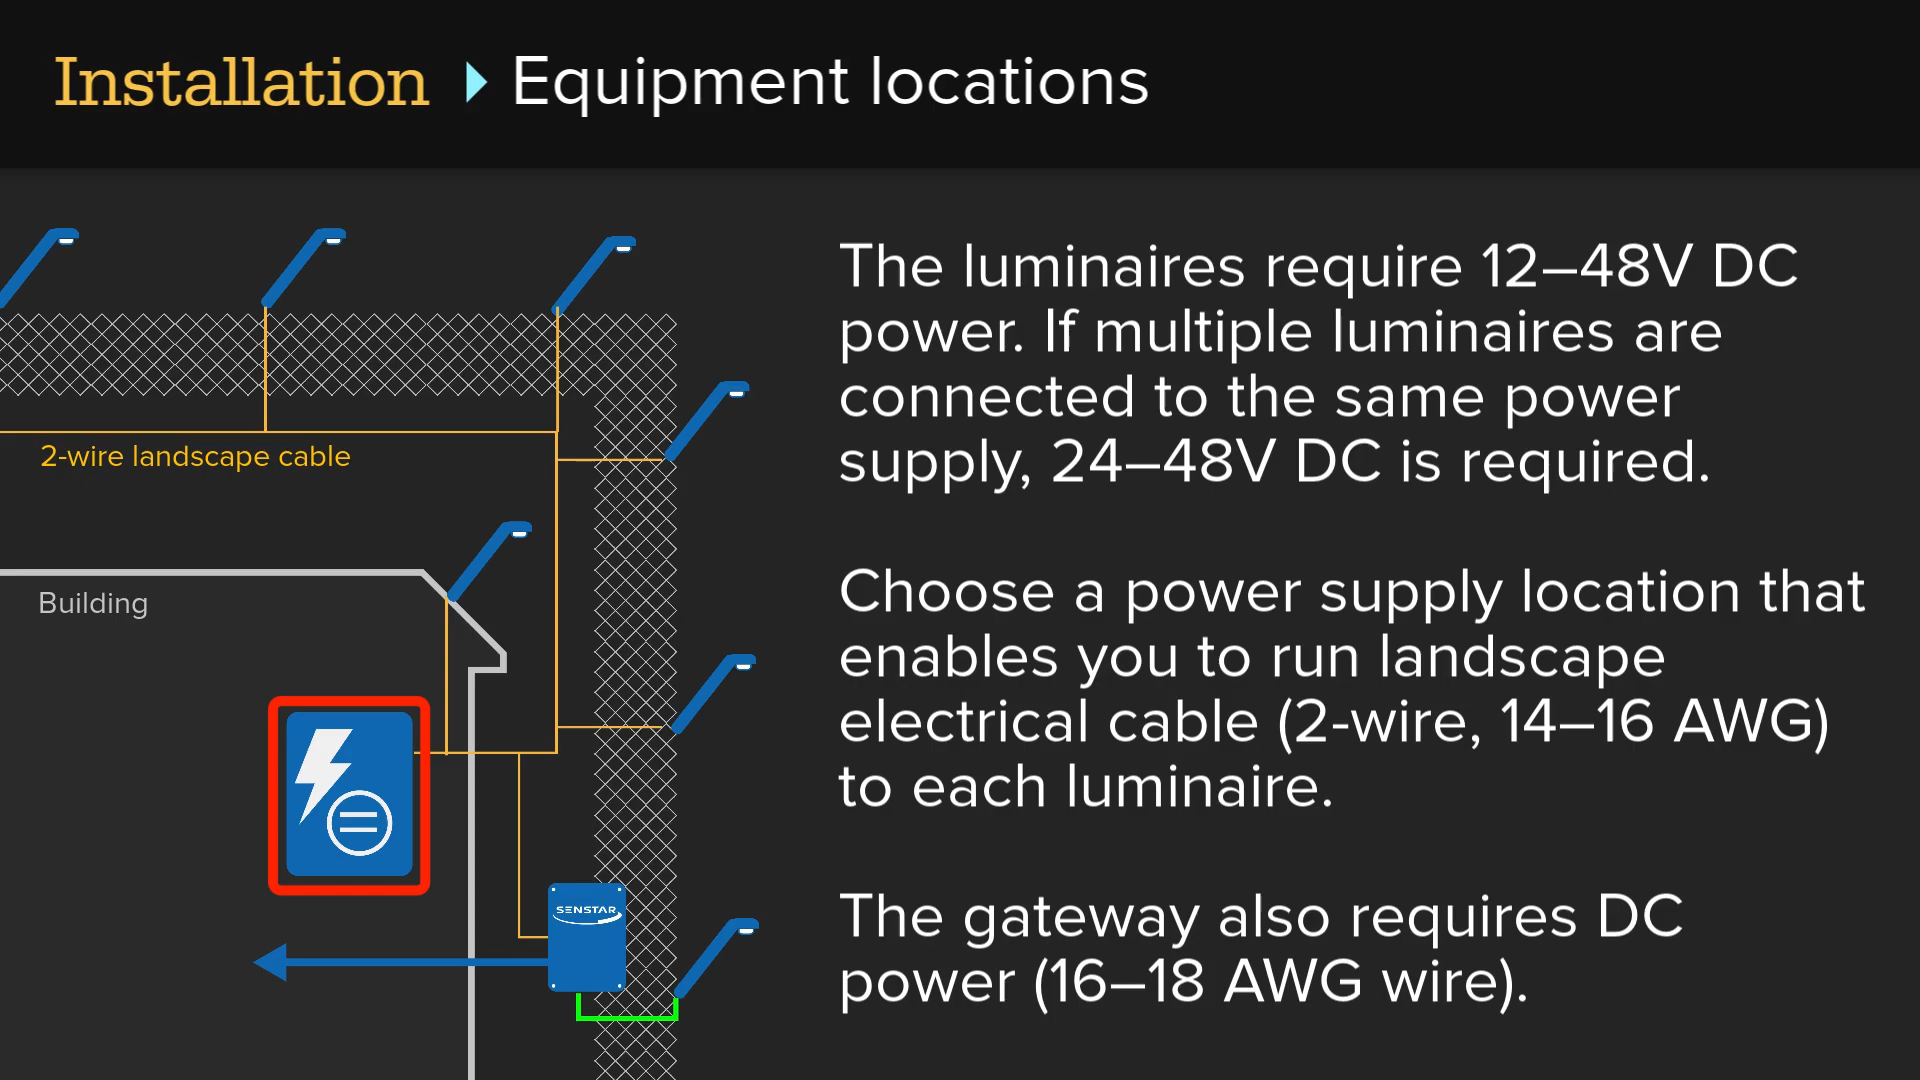 Installation Equipment locations
2-wire landscape cable
Building
SENSTAR
The luminaires require 12–48V DC
power. If multiple luminaires are
connected to the same power
supply, 24–48V DC is required.
Choose a power supply location that
enables you to run landscape
electrical cable (2-wire, 14–16 AWG)
to each luminaire.
The gateway also requires DC
power (16–18 AWG wire).